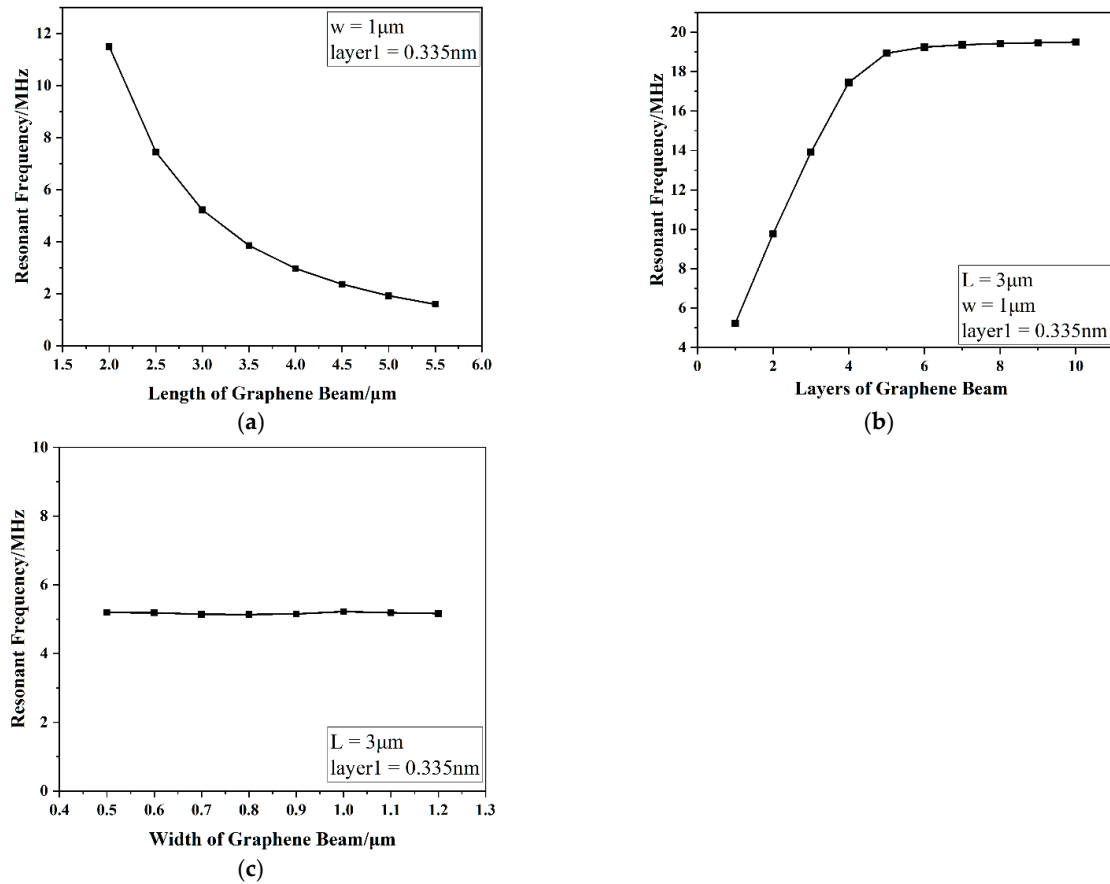 12
10
8
6
4
2
0
Resonant Frequency/MHz
w = 1μm
layer1 = 0.335nm
1.5 2.0 2.5 3.0 3.5 4.0 4.5 5.0 5.5 6.0
Length of Graphene Beam/μm
(a)
20
18
16
14
12
10
8
6
4
Resonant Frequency/MHz
L = 3μm
w = 1μm
layer1 = 0.335nm
0 2 4 6 8 10
Layers of Graphene Beam
(b)
10
8
6
4
2
0
Resonant Frequency/MHz
L = 3μm
layer1 = 0.335nm
0.4 0.5 0.6 0.7 0.8 0.9 1.0 1.1 1.2 1.3
Width of Graphene Beam/μm
(c)